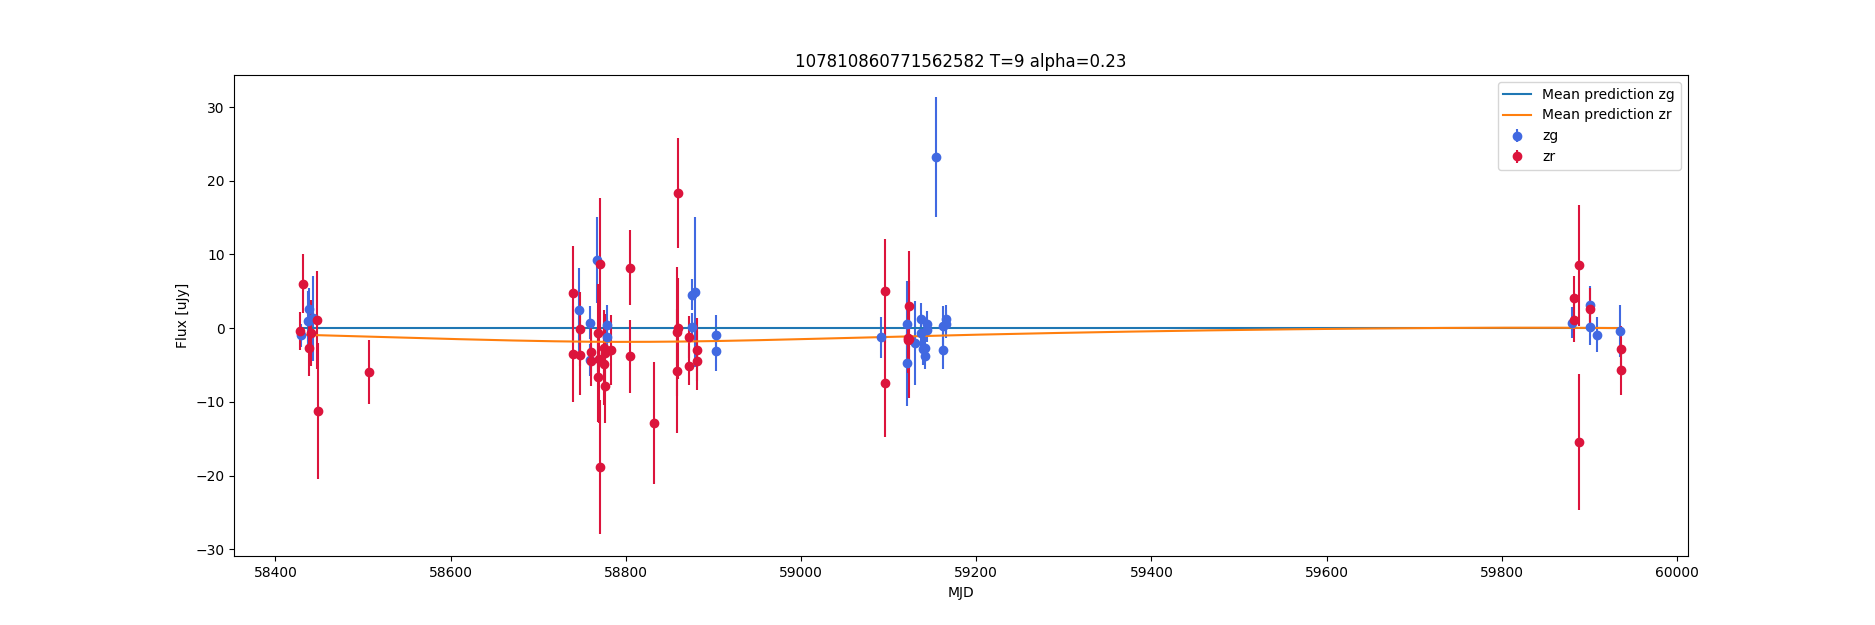 107810860771562582 T=9 alpha=0.23
Mean prediction zg
Mean prediction zr
zg
zr
Flux [uJy]
30
20
10
0
−10
−20
−30
58400 58600 58800 59000 59200 59400 59600 59800 60000
MJD